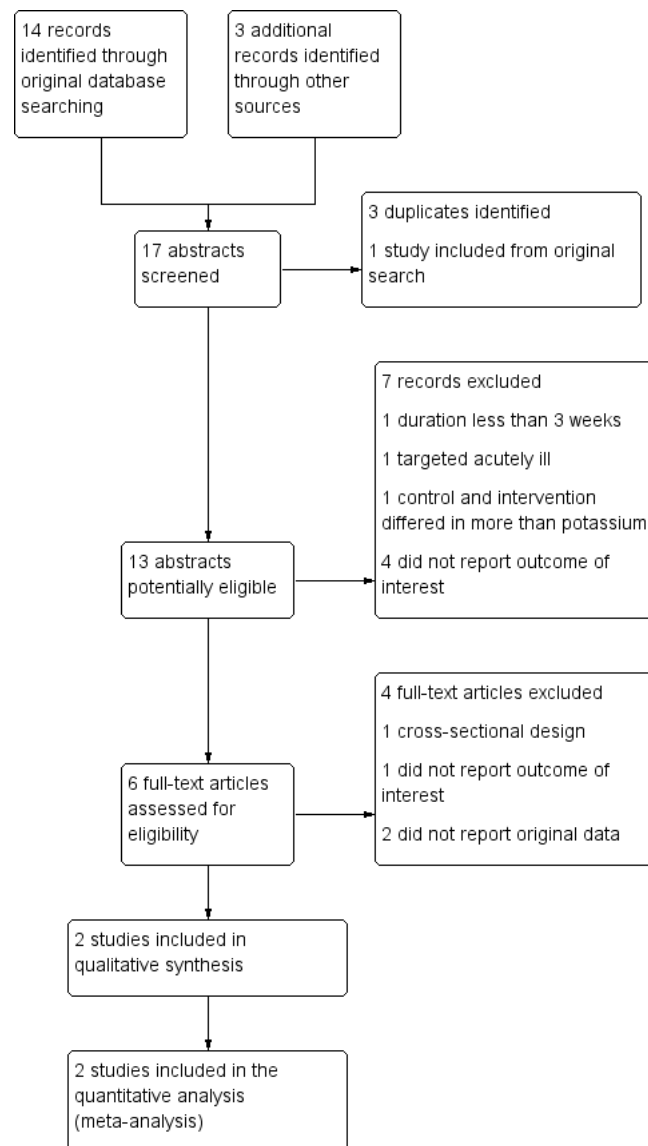 14 records
identified through
original database
searching
3 additional
records identified
through other
sources
17 abstracts
screened
3 duplicates identified
1 study included from original
search
13 abstracts
potentially eligible
7 records excluded
1 duration less than 3 weeks
1 targeted acutely ill
1 control and intervention
differed in more than potassium
4 did not report outcome of
interest
6 full-text articles
assessed for
eligibility
4 full-text articles excluded
1 cross-sectional design
1 did not report outcome of
interest
2 did not report original data
2 studies included in
qualitative synthesis
2 studies included in the
quantitative analysis
(meta-analysis)